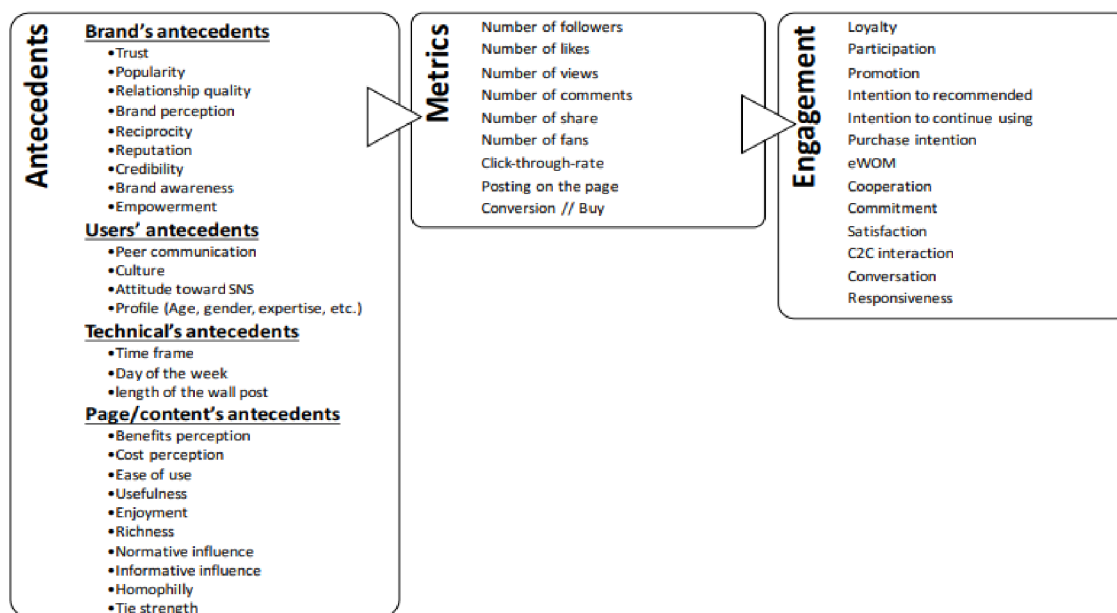 Antecedents
Brand's antecedents
•Trust
•Popularity
•Relationship quality
•Brand perception
•Reciprocity
•Reputation
•Credibility
•Brand awareness
•Empowerment
Users' antecedents
•Peer communication
•Culture
•Attitude toward SNS
•Profile (Age, gender, expertise, etc.)
Technical's antecedents
•Time frame
•Day of the week
•length of the wall post
Page/content's antecedents
•Benefits perception
•Cost perception
•Ease of use
•Usefulness
•Enjoyment
•Richness
•Normative influence
•Informative influence
•Homophilly
•Tie strength
Metrics
Number of followers
Number of likes
Number of views
Number of comments
Number of share
Number of fans
Click-through-rate
Posting on the page
Conversion // Buy
Engagement
Loyalty
Participation
Promotion
Intention to recommended
Intention to continue using
Purchase intention
eWOM
Cooperation
Commitment
Satisfaction
C2C interaction
Conversation
Responsiveness